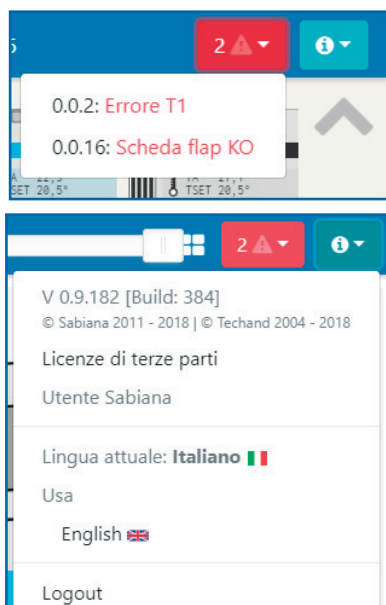 2
0.0.2: Errore T1
0.0.16: Scheda flap KO
TSET 20,5°
TSET 20,5°
2
V 0.9.182 [Build: 384]
© Sabiana 2011 - 2018 | © Techand 2004 - 2018
Licenze di terze parti
Utente Sabiana
Lingua attuale: Italiano
Usa
English
Logout